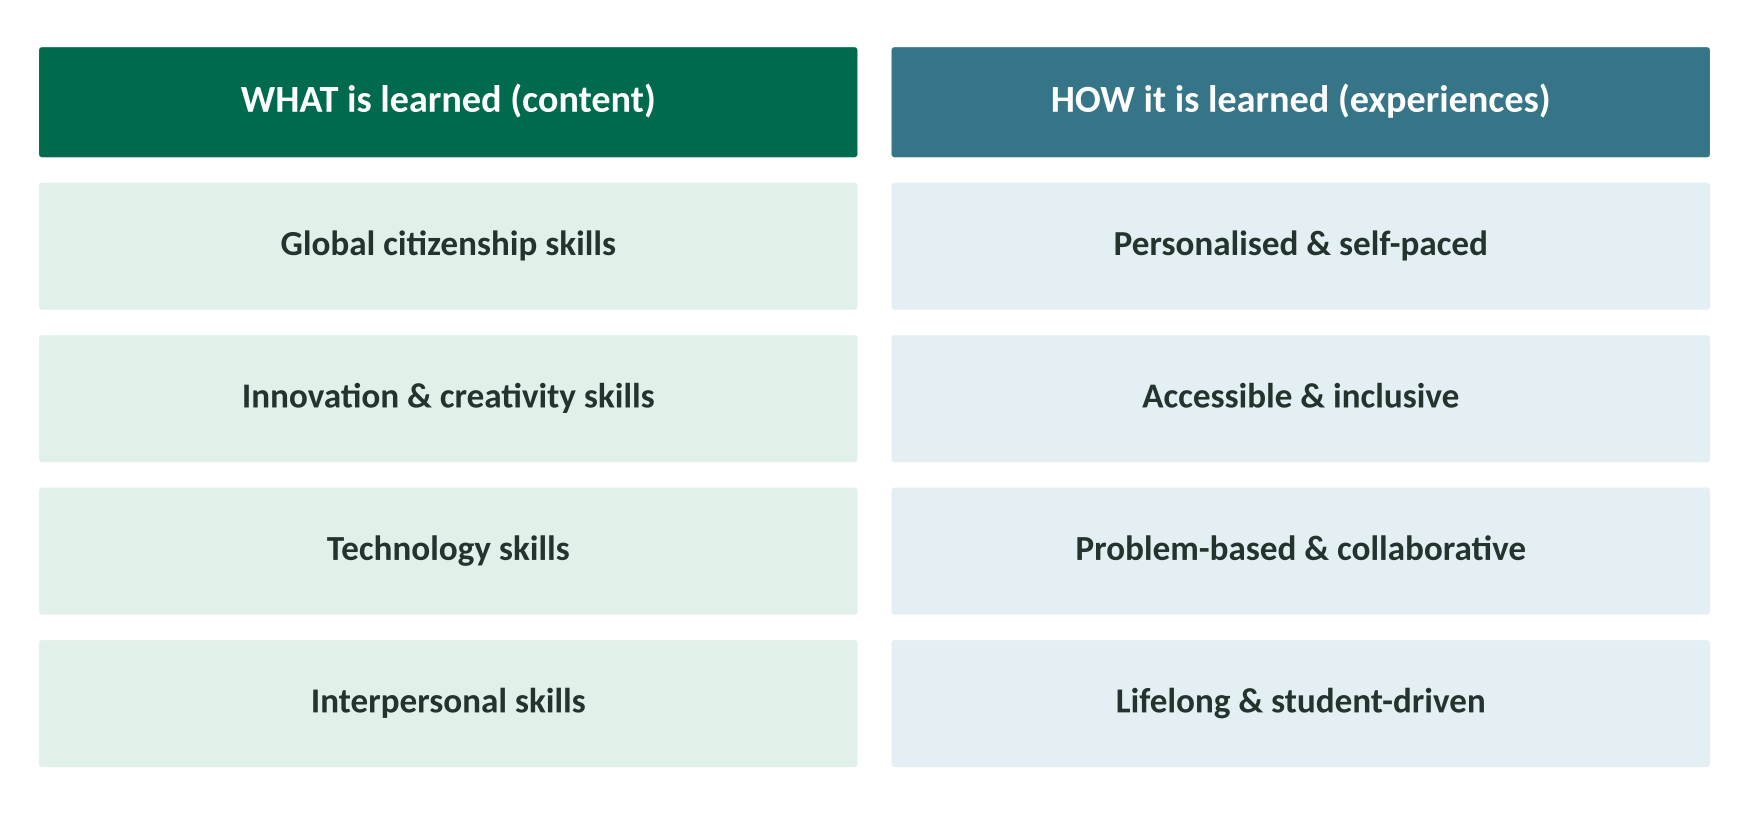 WHAT is learned (content)
HOW it is learned (experiences)
Global citizenship skills
Personalised & self-paced
Innovation & creativity skills
Accessible & inclusive
Technology skills
Problem-based & collaborative
Interpersonal skills
Lifelong & student-driven